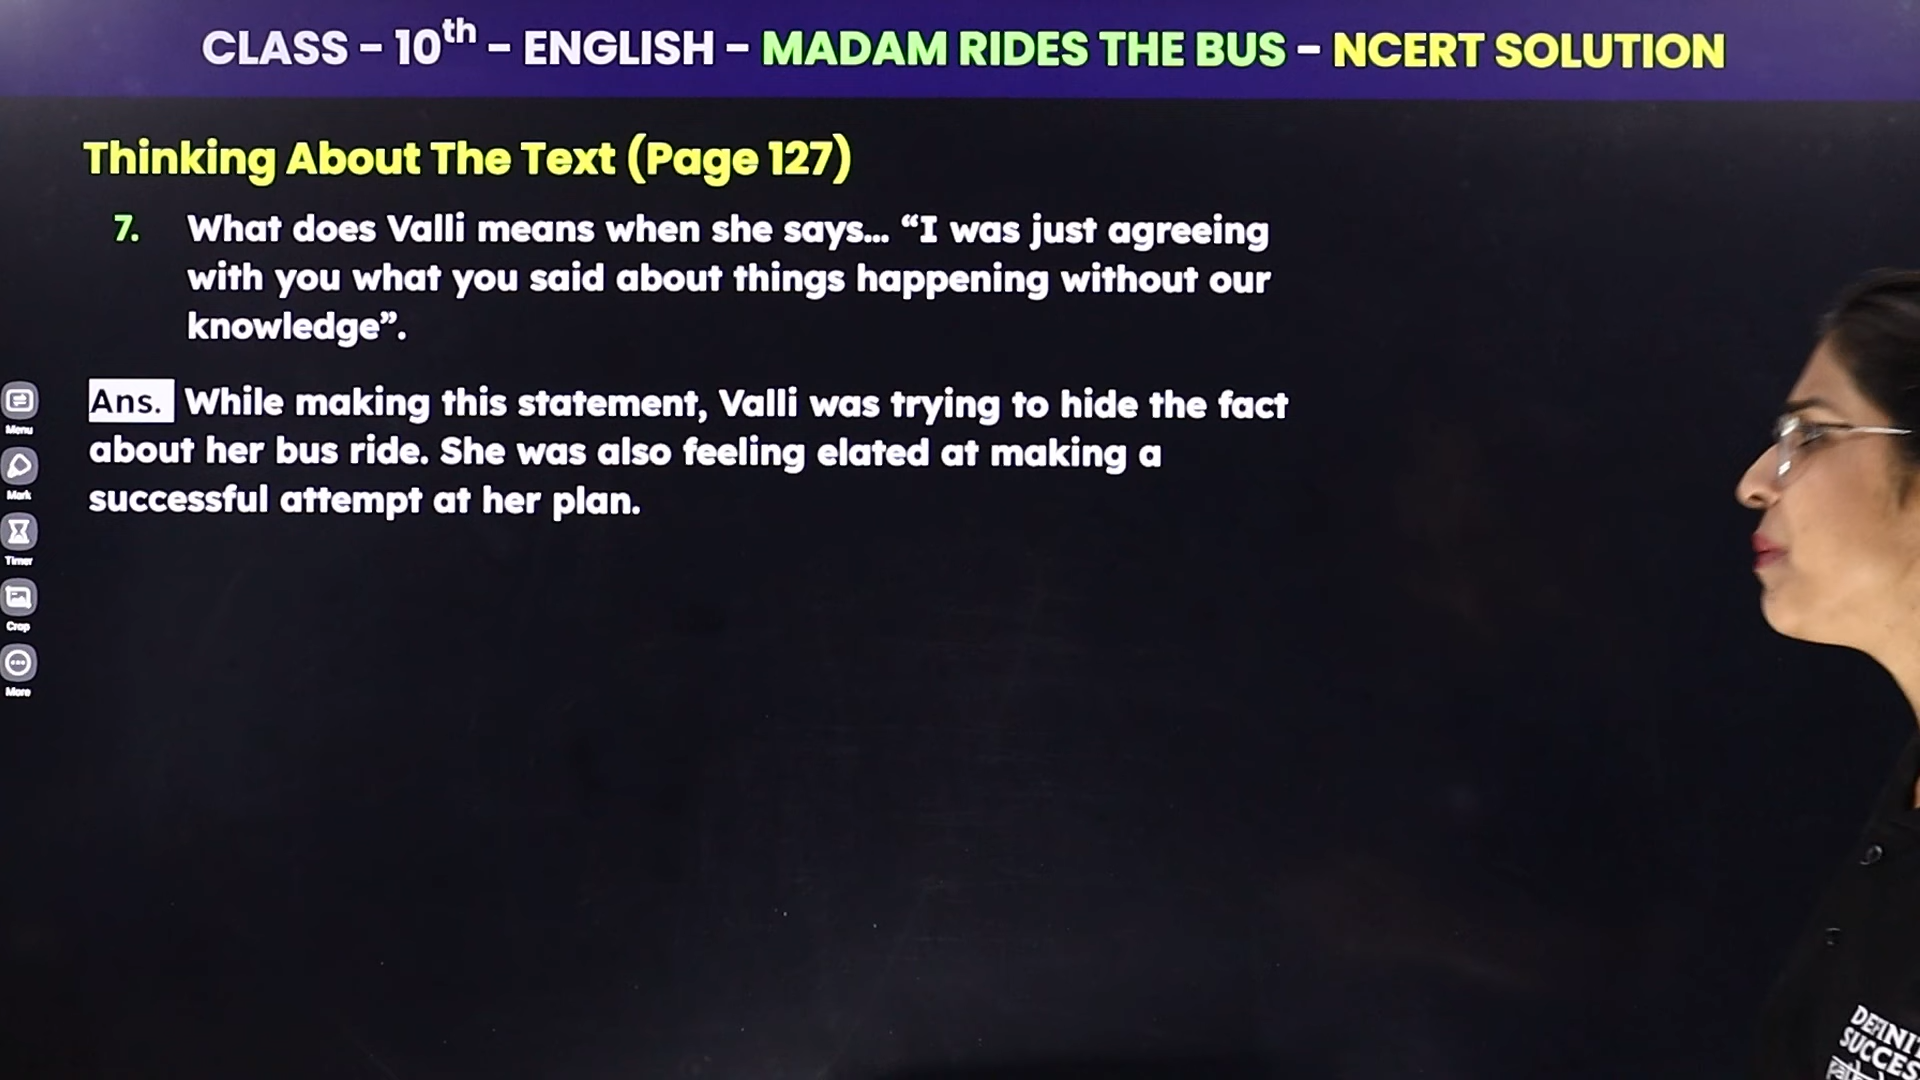 CLASS – 10th – ENGLISH – MADAM RIDES THE BUS – NCERT SOLUTION
Thinking About The Text (Page 127)
7. What does Valli means when she says... “I was just agreeing
with you what you said about things happening without our
knowledge”.
Ans. While making this statement, Valli was trying to hide the fact
about her bus ride. She was also feeling elated at making a
successful attempt at her plan.
Menu
Mark
Timer
Crop
More